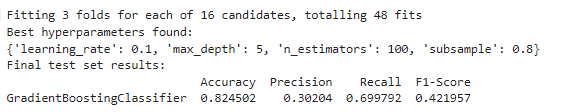 Fitting 3 folds for each of 16 candidates, totalling 48 fits
Best hyperparameters found:
{'learning_rate': 0.1, 'max_depth': 5, 'n_estimators': 100, 'subsample': 0.8}
Final test set results:
Accuracy Precision Recall F1-Score
GradientBoostingClassifier 0.824502 0.30204 0.699792 0.421957